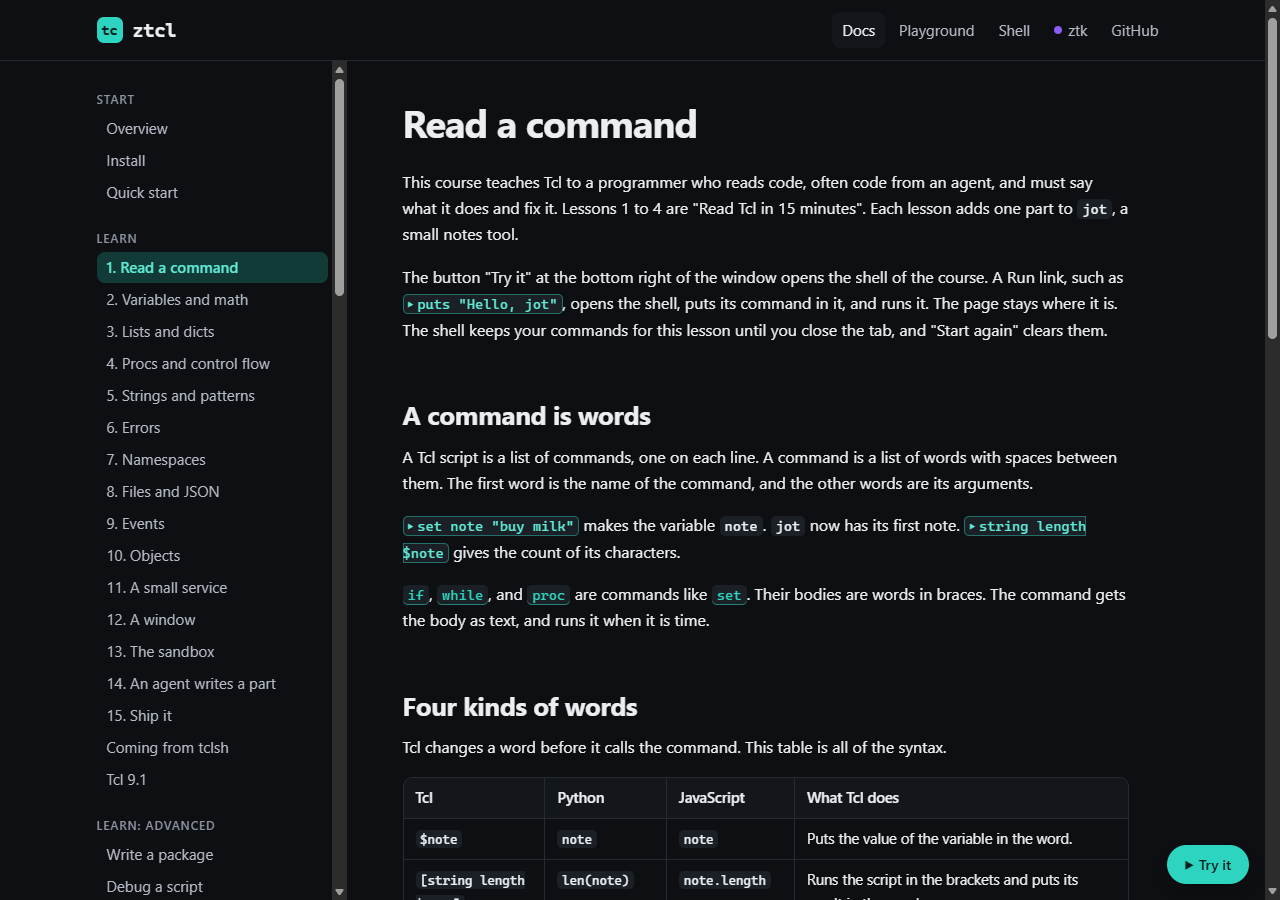 tc ztcl
Docs Playground Shell ztk GitHub
START
Overview
Install
Quick start
LEARN
1. Read a command
2. Variables and math
3. Lists and dicts
4. Procs and control flow
5. Strings and patterns
6. Errors
7. Namespaces
8. Files and JSON
9. Events
10. Objects
11. A small service
12. A window
13. The sandbox
14. An agent writes a part
15. Ship it
Coming from tclsh
Tcl 9.1
LEARN: ADVANCED
Write a package
Debug a script
Read a command
This course teaches Tcl to a programmer who reads code, often code from an agent, and must say
what it does and fix it. Lessons 1 to 4 are "Read Tcl in 15 minutes". Each lesson adds one part to jot, a
small notes tool.
The button "Try it" at the bottom right of the window opens the shell of the course. A Run link, such as
▸puts "Hello, jot", opens the shell, puts its command in it, and runs it. The page stays where it is.
The shell keeps your commands for this lesson until you close the tab, and "Start again" clears them.
A command is words
A Tcl script is a list of commands, one on each line. A command is a list of words with spaces between
them. The first word is the name of the command, and the other words are its arguments.
▸set note "buy milk" makes the variable note. jot now has its first note. ▸string length
$note gives the count of its characters.
if, while, and proc are commands like set. Their bodies are words in braces. The command gets
the body as text, and runs it when it is time.
Four kinds of words
Tcl changes a word before it calls the command. This table is all of the syntax.
Tcl Python JavaScript What Tcl does
$note note note Puts the value of the variable in the word.
[string length len(note) note.length Runs the script in the brackets and puts its
▸ Try it